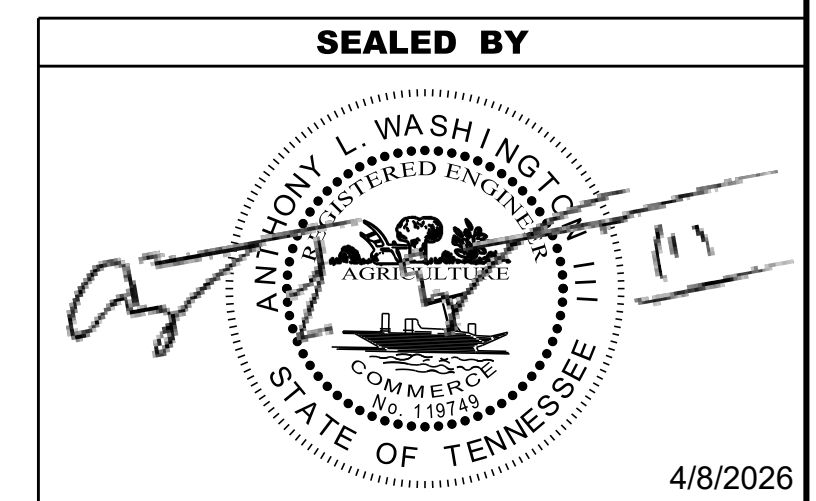 SEALED BY
ANTHONY L. WASHINGTON III
REGISTERED ENGINEER
AGRICULTURE
COMMERCE
No. 119749
STATE OF TENNESSEE
4/8/2026